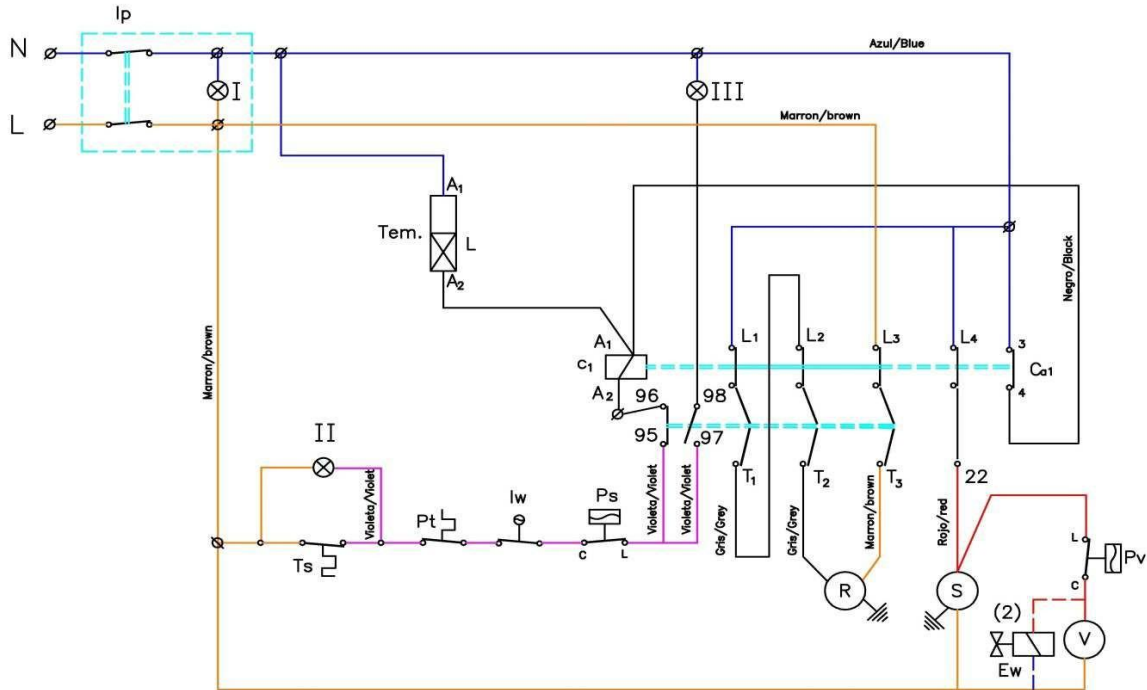 Ip
N
Azul/Blue
I
III
L
Marron/brown
A1
Tem.
L
A2
Negro/Black
Marron/brown
L1
L2
L3
L4
3
A1
C1
Ca1
A2
4
96
98
95
97
II
T1
T2
T3
22
Violeta/Violet
Violeta/Violet
Violeta/Violet
Gris/Grey
Gris/Grey
Marron/brown
Rojo/red
Pt
Iw
Ps
C
L
Ts
L
Pv
C
R
S
(2)
V
Ew